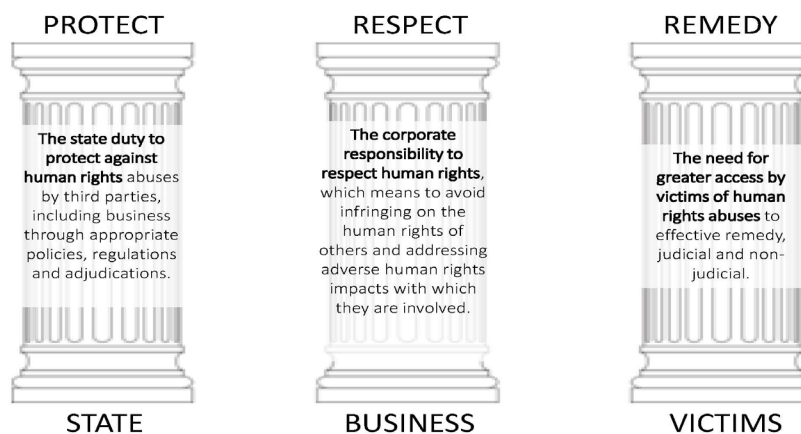 PROTECT
The state duty to
protect against
human rights abuses
by third parties,
including business
through appropriate
policies, regulations
and adjudications.
STATE
RESPECT
The corporate
responsibility to
respect human rights,
which means to avoid
infringing on the
human rights of
others and addressing
adverse human rights
impacts with which
they are involved.
BUSINESS
REMEDY
The need for
greater access by
victims of human
rights abuses to
effective remedy,
judicial and non-
judicial.
VICTIMS